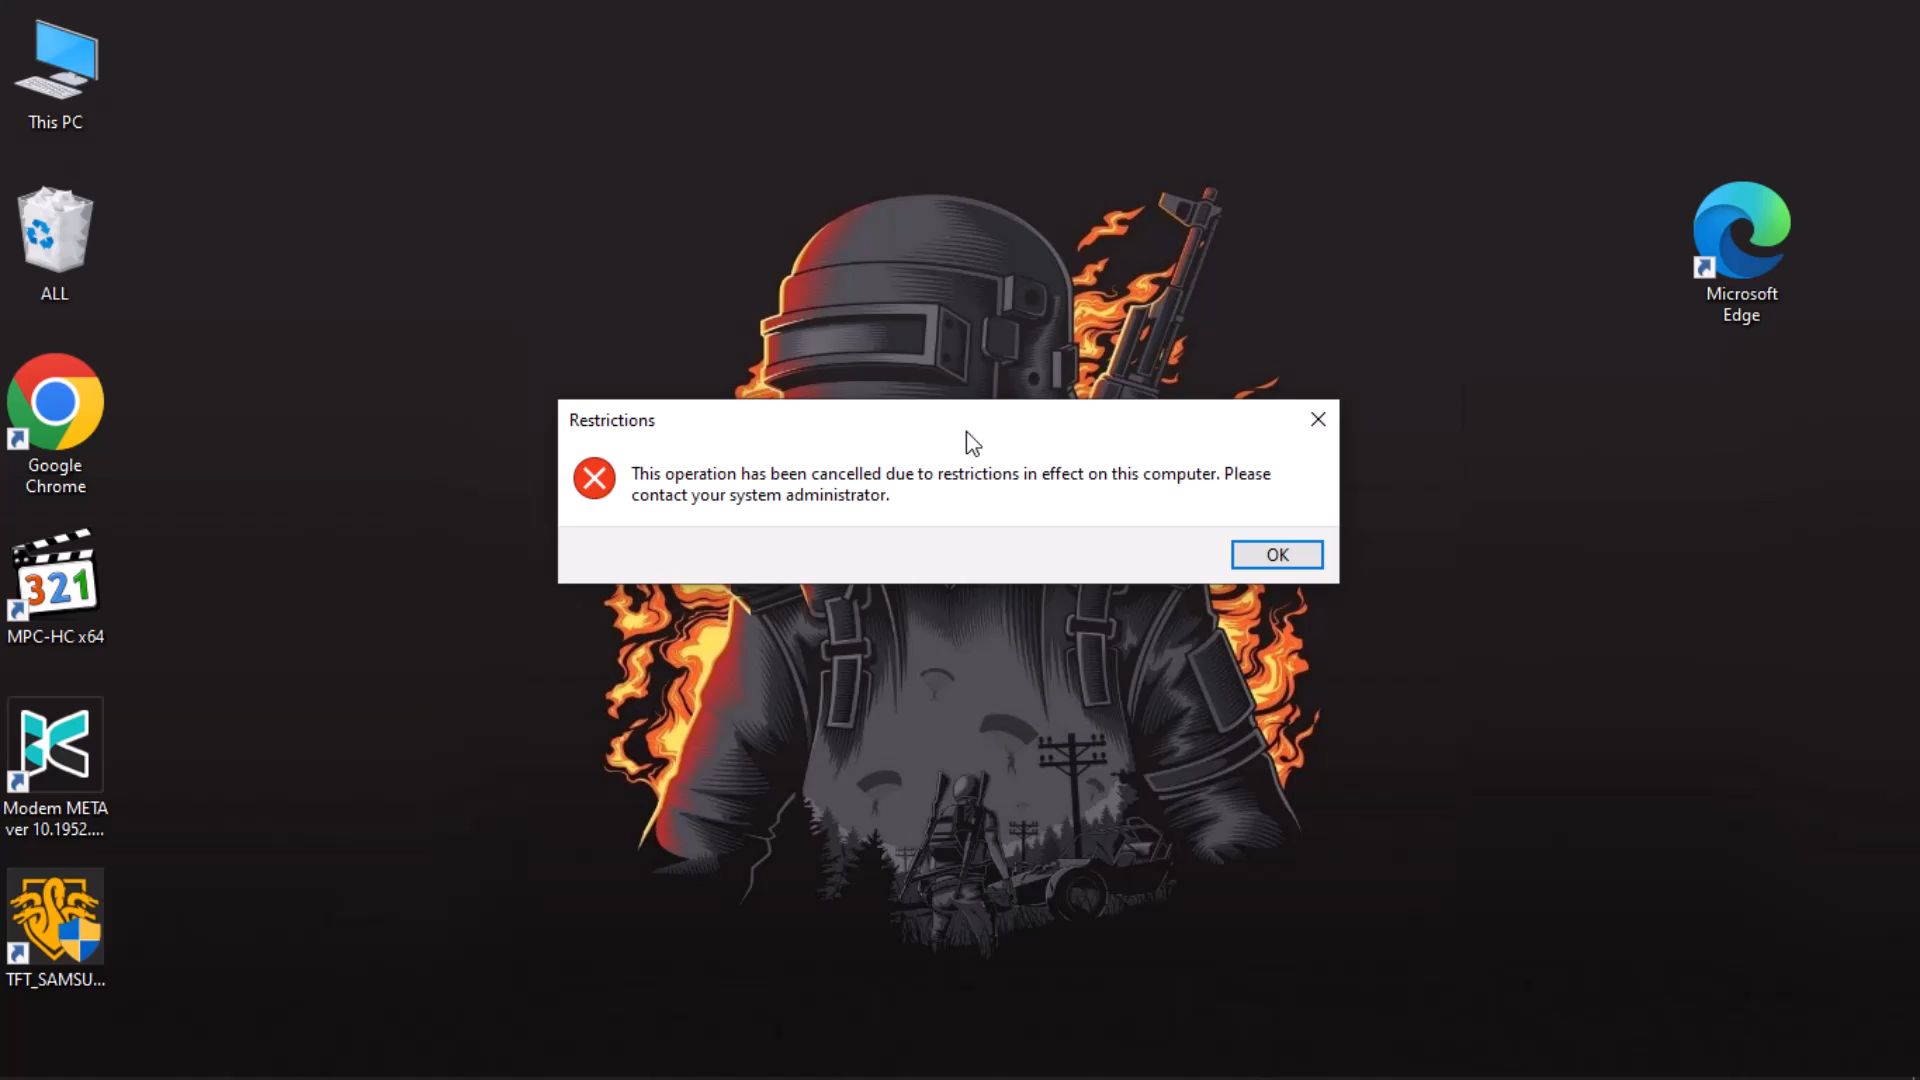 This PC
ALL
Google
Chrome
321
MPC-HC x64
Modem META
ver 10.1952....
TFT_SAMSU...
Microsoft
Edge
Restrictions
This operation has been cancelled due to restrictions in effect on this computer. Please
contact your system administrator.
OK